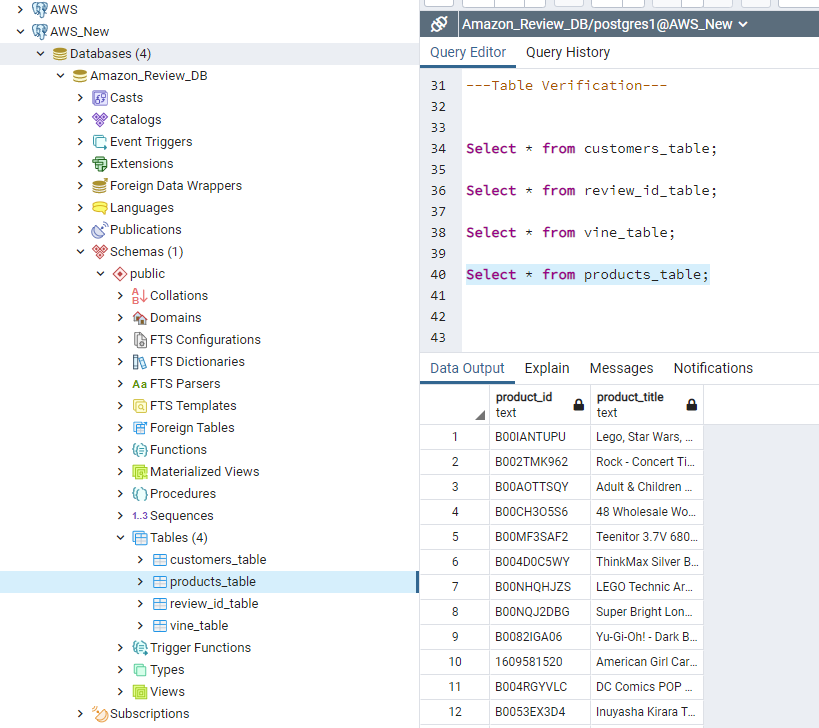 AWS
AWS_New
Databases (4)
Amazon_Review_DB
Casts
Catalogs
Event Triggers
Extensions
Foreign Data Wrappers
Languages
Publications
Schemas (1)
public
Collations
Domains
FTS Configurations
FTS Dictionaries
Aa FTS Parsers
FTS Templates
Foreign Tables
Functions
Materialized Views
Procedures
1..3 Sequences
Tables (4)
customers_table
products_table
review_id_table
vine_table
Trigger Functions
Types
Views
Subscriptions
Amazon_Review_DB/postgres1@AWS_New
Query Editor Query History
31 ---Table Verification---
32
33
34 Select * from customers_table;
35
36 Select * from review_id_table;
37
38 Select * from vine_table;
39
40 Select * from products_table;
41
42
43
Data Output Explain Messages Notifications
product_id product_title
text text
1 B00IANTUPU Lego, Star Wars, ...
2 B002TMK962 Rock - Concert Ti...
3 B00AOTTSQY Adult & Children ...
4 B00CH3O5S6 48 Wholesale Wo...
5 B00MF3SAF2 Teenitor 3.7V 680...
6 B004D0C5WY ThinkMax Silver B...
7 B00NHQHJZS LEGO Technic Ar...
8 B00NQJ2DBG Super Bright Lon...
9 B0082IGA06 Yu-Gi-Oh! - Dark B...
10 1609581520 American Girl Car...
11 B004RGYVLC DC Comics POP ...
12 B0053EX3D4 Inuyasha Kirara T...